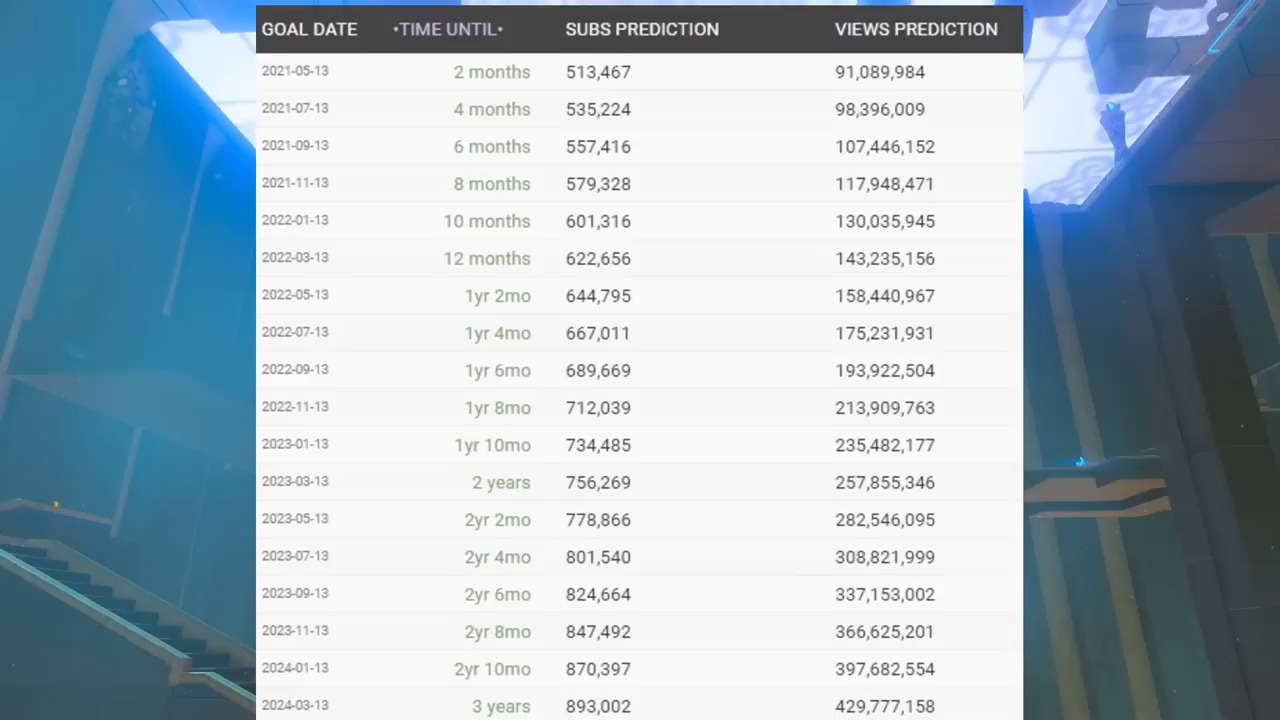 GOAL DATE •TIME UNTIL• SUBS PREDICTION VIEWS PREDICTION
2021-05-13 2 months 513,467 91,089,984
2021-07-13 4 months 535,224 98,396,009
2021-09-13 6 months 557,416 107,446,152
2021-11-13 8 months 579,328 117,948,471
2022-01-13 10 months 601,316 130,035,945
2022-03-13 12 months 622,656 143,235,156
2022-05-13 1yr 2mo 644,795 158,440,967
2022-07-13 1yr 4mo 667,011 175,231,931
2022-09-13 1yr 6mo 689,669 193,922,504
2022-11-13 1yr 8mo 712,039 213,909,763
2023-01-13 1yr 10mo 734,485 235,482,177
2023-03-13 2 years 756,269 257,855,346
2023-05-13 2yr 2mo 778,866 282,546,095
2023-07-13 2yr 4mo 801,540 308,821,999
2023-09-13 2yr 6mo 824,664 337,153,002
2023-11-13 2yr 8mo 847,492 366,625,201
2024-01-13 2yr 10mo 870,397 397,682,554
2024-03-13 3 years 893,002 429,777,158